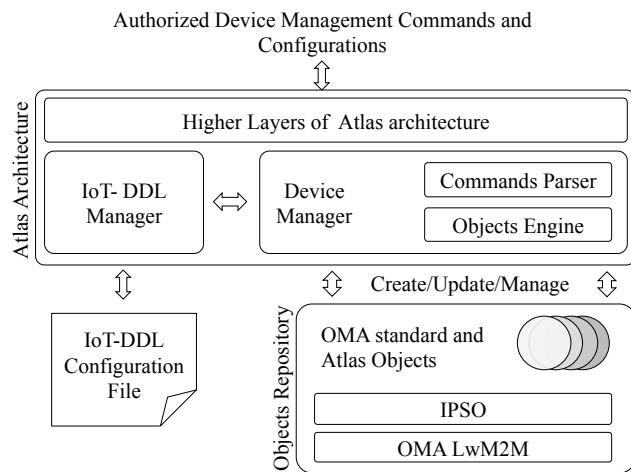 Authorized Device Management Commands and
Configurations
Atlas Architecture
Higher Layers of Atlas architecture
IoT- DDL
Manager
Device
Manager
Commands Parser
Objects Engine
Create/Update/Manage
IoT-DDL
Configuration
File
Objects Repository
OMA standard and
Atlas Objects
IPSO
OMA LwM2M